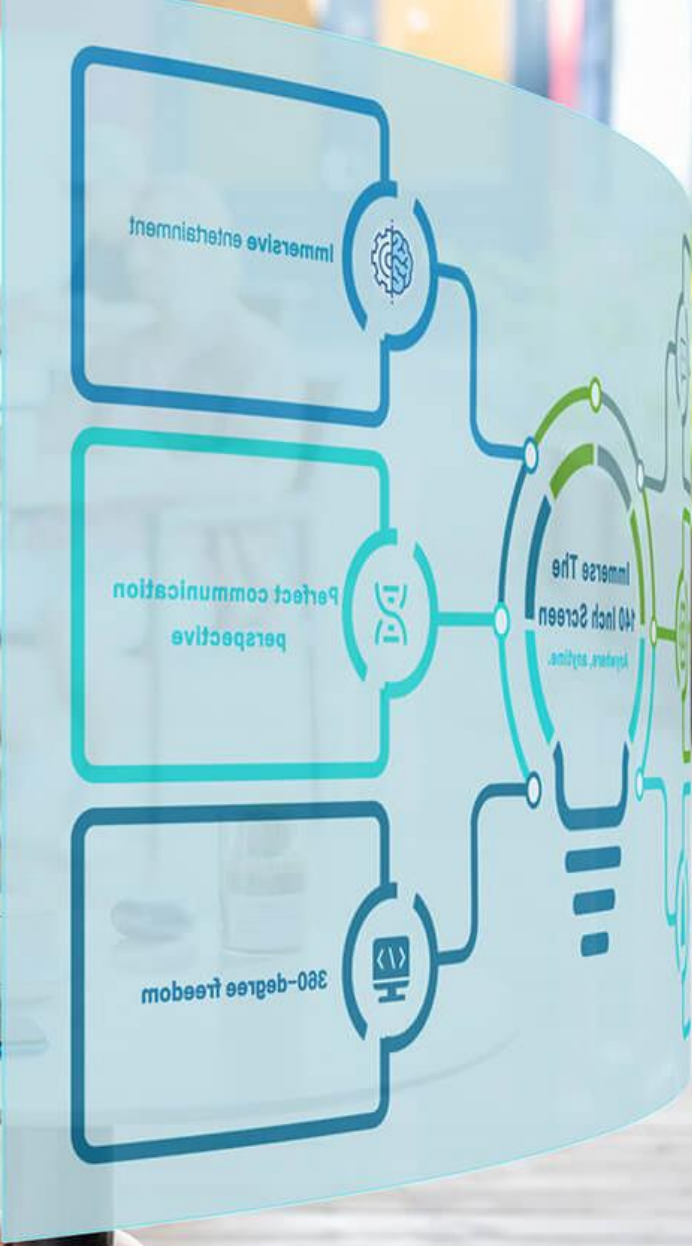 Immersive entertainment
Perfect communication
perspective
360-degree freedom
Immerse The
140 Inch Screen
Anywhere, anytime.